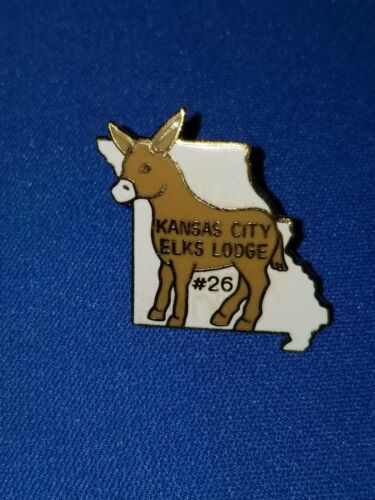 KANSAS CITY
ELKS LODGE
#26